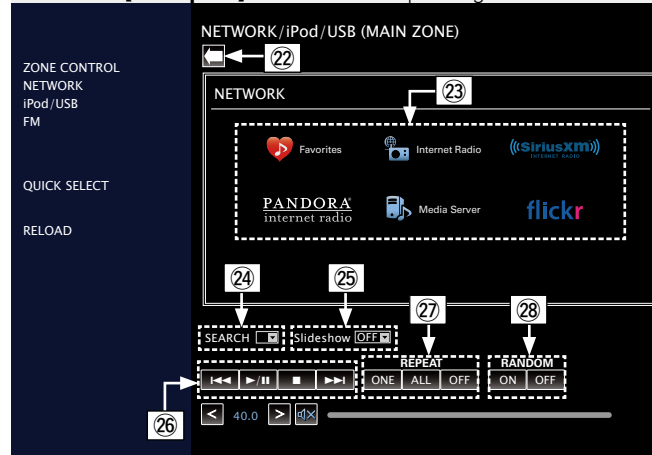 NETWORK/iPod/USB (MAIN ZONE)
22
ZONE CONTROL
NETWORK
iPod/USB
FM
QUICK SELECT
RELOAD
NETWORK
23
Favorites
Internet Radio
((SiriusXM))
INTERNET RADIO
PANDORA
internet radio
Media Server
flickr
24
25
27
28
SEARCH
Slideshow OFF
REPEAT
RANDOM
ONE ALL OFF
ON OFF
26
< 40.0 >